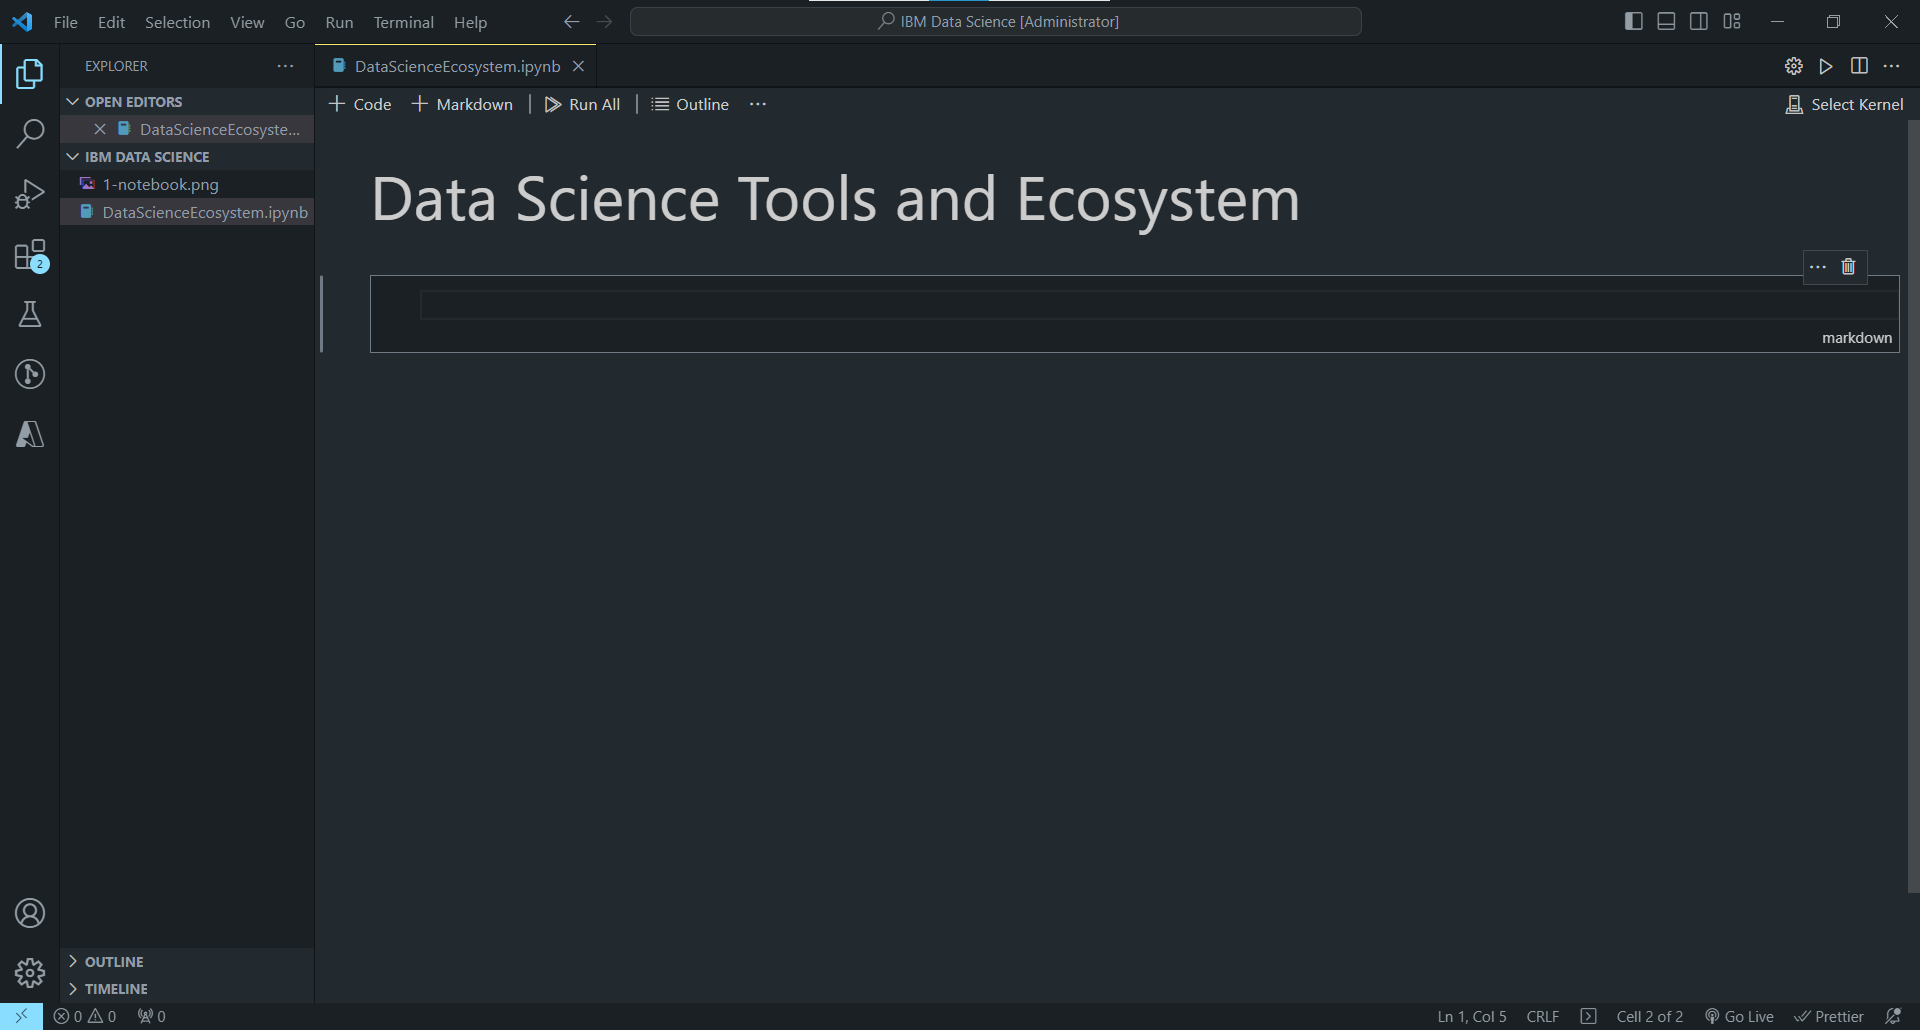 File Edit Selection View Go Run Terminal Help IBM Data Science [Administrator]
EXPLORER
DataScienceEcosystem.ipynb
OPEN EDITORS
DataScienceEcosyste...
IBM DATA SCIENCE
1-notebook.png
DataScienceEcosystem.ipynb
2
OUTLINE
TIMELINE
Code Markdown Run All Outline ... Select Kernel
Data Science Tools and Ecosystem
markdown
0 0 0 Ln 1, Col 5 CRLF Cell 2 of 2 Go Live Prettier